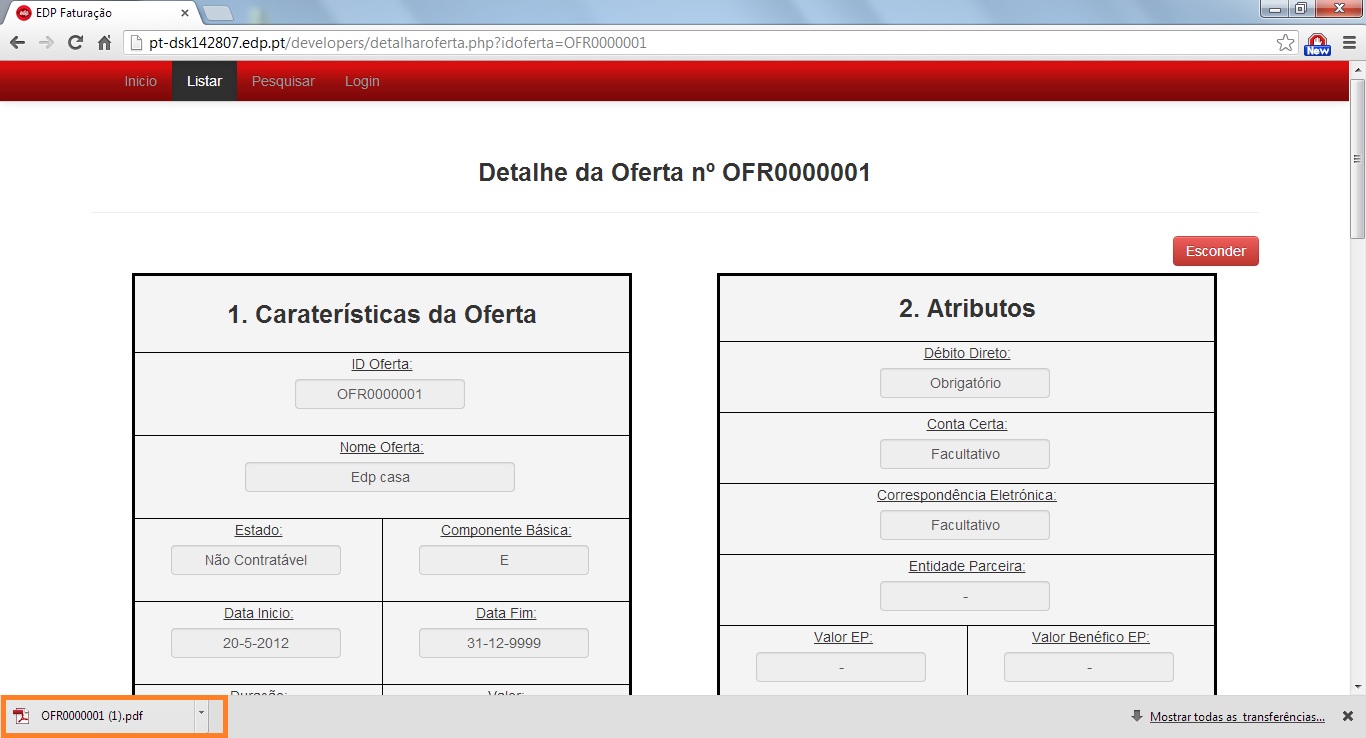 EDP Faturação
pt-dsk142807.edp.pt/developers/detalharoferta.php?idoferta=OFR0000001
New
Inicio Listar Pesquisar Login
Detalhe da Oferta nº OFR0000001
Esconder
1. Caraterísticas da Oferta
ID Oferta:
OFR0000001
Nome Oferta:
Edp casa
Estado: Componente Básica:
Não Contratável E
Data Inicio: Data Fim:
20-5-2012 31-12-9999
Duração: Valor:
2. Atributos
Débito Direto:
Obrigatório
Conta Certa:
Facultativo
Correspondência Eletrónica:
Facultativo
Entidade Parceira:
-
Valor EP: Valor Benéfico EP:
- -
OFR0000001 (1).pdf
Mostrar todas as transferências...